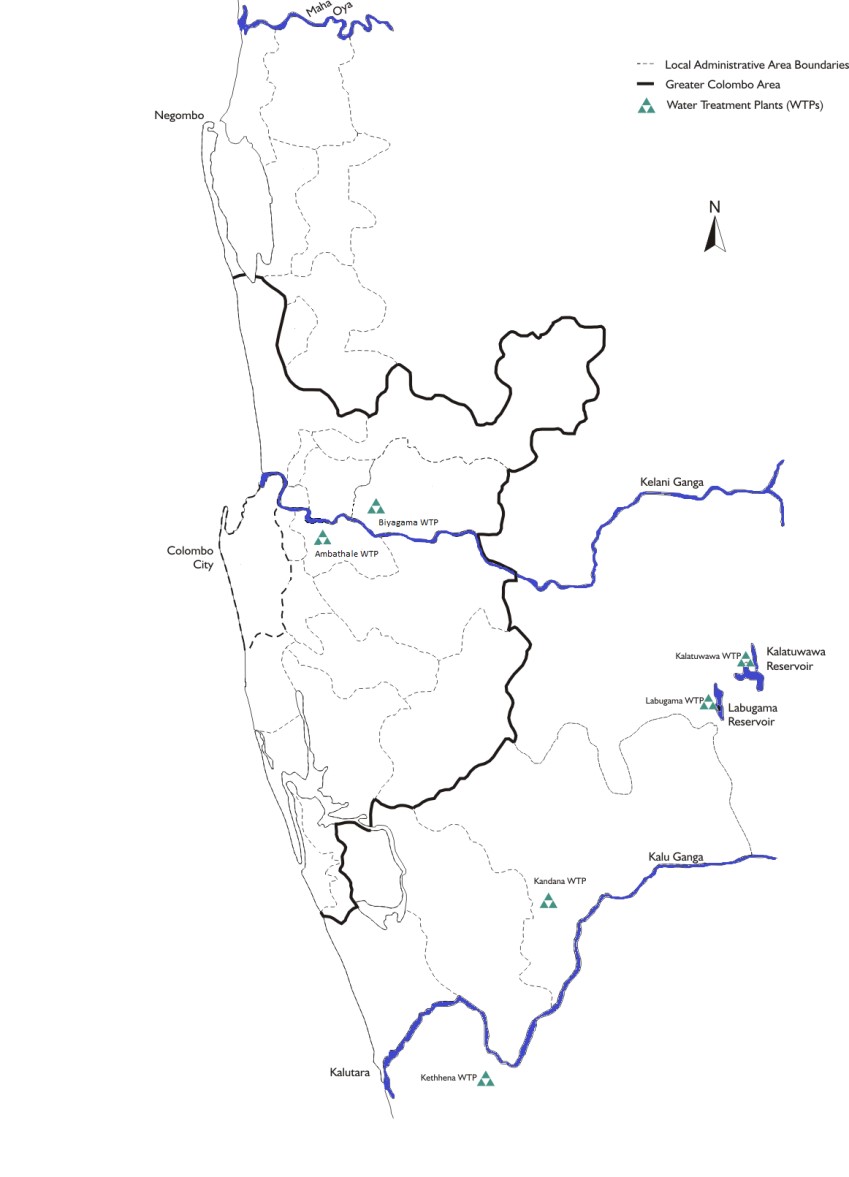 Maha Oya
Local Administrative Area Boundaries
Greater Colombo Area
Water Treatment Plants (WTPs)
Negombo
N
Kelani Ganga
Biyagama WTP
Colombo
City
Ambathale WTP
Kalatuwawa WTP
Kalatuwawa
Reservoir
Labugama WTP
Labugama
Reservoir
Kalu Ganga
Kandana WTP
Kalutara
Kethhena WTP